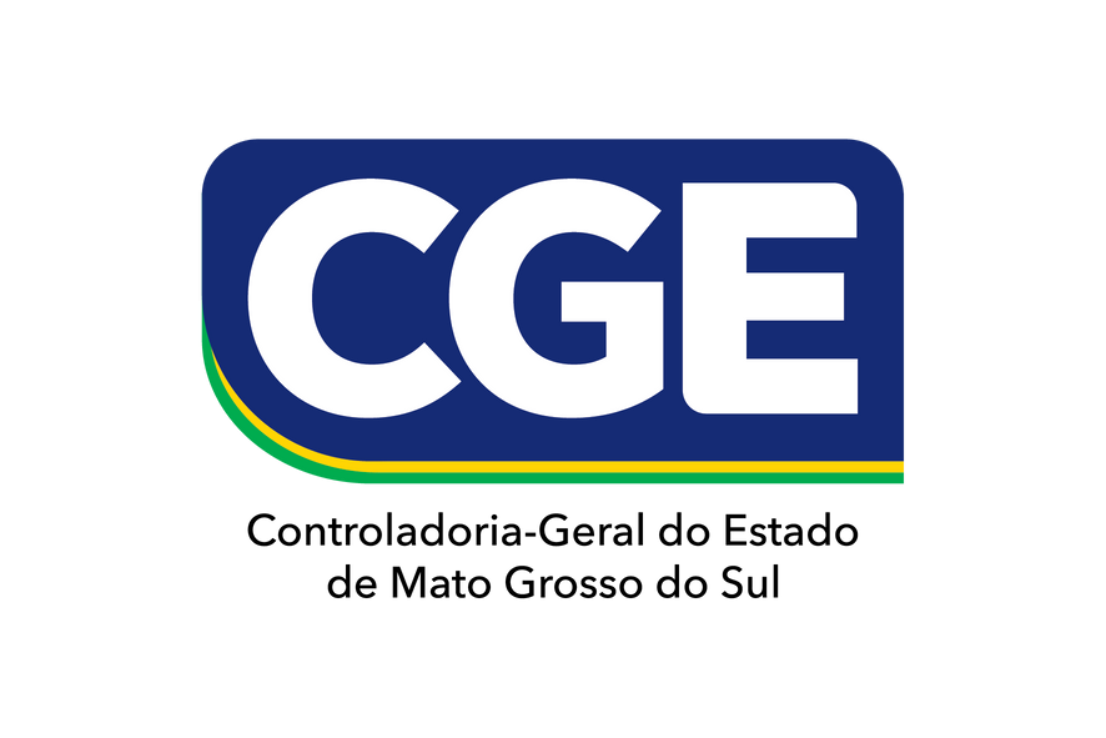 CGE
Controladoria-Geral do Estado
de Mato Grosso do Sul